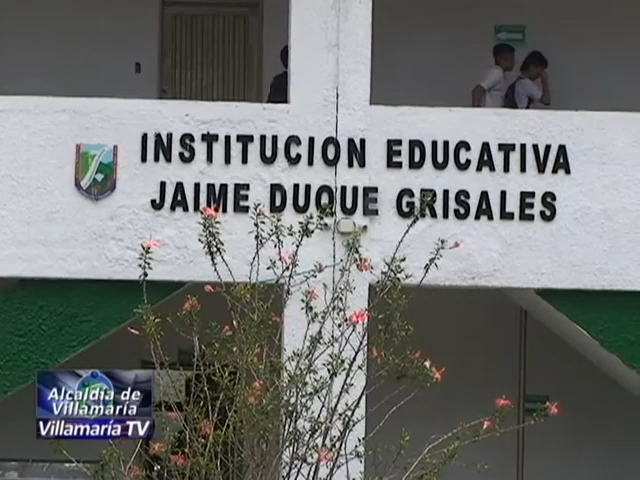 INSTITUCION EDUCATIVA
JAIME DUQUE GRISALES
Alcaldía de
Villamaría
Villamaría TV